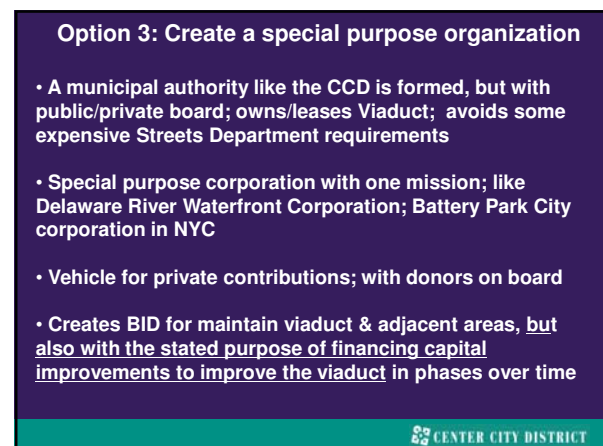 Option 3: Create a special purpose organization
• A municipal authority like the CCD is formed, but with
public/private board; owns/leases Viaduct; avoids some
expensive Streets Department requirements
• Special purpose corporation with one mission; like
Delaware River Waterfront Corporation; Battery Park City
corporation in NYC
• Vehicle for private contributions; with donors on board
• Creates BID for maintain viaduct & adjacent areas, but
also with the stated purpose of financing capital
improvements to improve the viaduct in phases over time
CENTER CITY DISTRICT